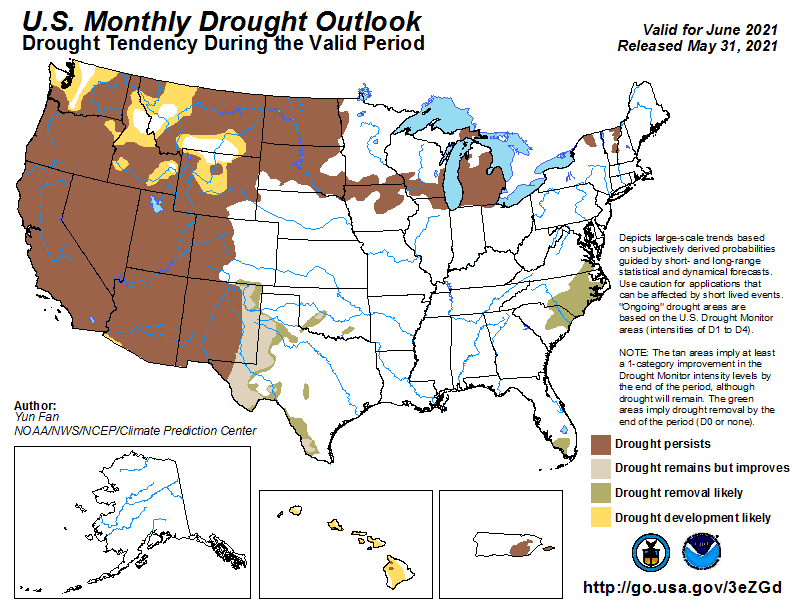 U.S. Monthly Drought Outlook
Drought Tendency During the Valid Period
Valid for June 2021
Released May 31, 2021
Depicts large-scale trends based
on subjectively derived probabilities
guided by short- and long-range
statistical and dynamical forecasts.
Use caution for applications that
can be affected by short lived events.
"Ongoing" drought areas are
based on the U.S. Drought Monitor
areas (intensities of D1 to D4).
NOTE: The tan areas imply at least
a 1-category improvement in the
Drought Monitor intensity levels by
the end of the period, although
drought will remain. The green
areas imply drought removal by the
end of the period (D0 or none).
Author:
Yun Fan
NOAA/NWS/NCEP/Climate Prediction Center
Drought persists
Drought remains but improves
Drought removal likely
Drought development likely
http://go.usa.gov/3eZGd